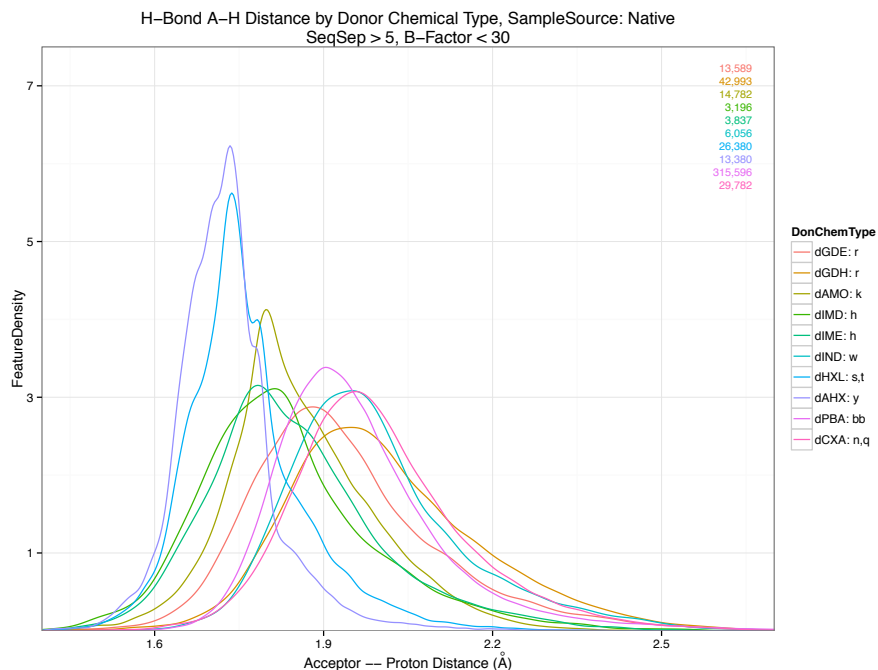 H−Bond A−H Distance by Donor Chemical Type, SampleSource: Native
SeqSep > 5, B−Factor < 30
13,589
42,993
14,782
3,196
3,837
6,056
26,380
13,380
315,596
29,782
7
5
3
1
FeatureDensity
1.6
1.9
2.2
2.5
Acceptor −− Proton Distance (Å)
DonChemType
dGDE: r
dGDH: r
dAMO: k
dIMD: h
dIME: h
dIND: w
dHXL: s,t
dAHX: y
dPBA: bb
dCXA: n,q